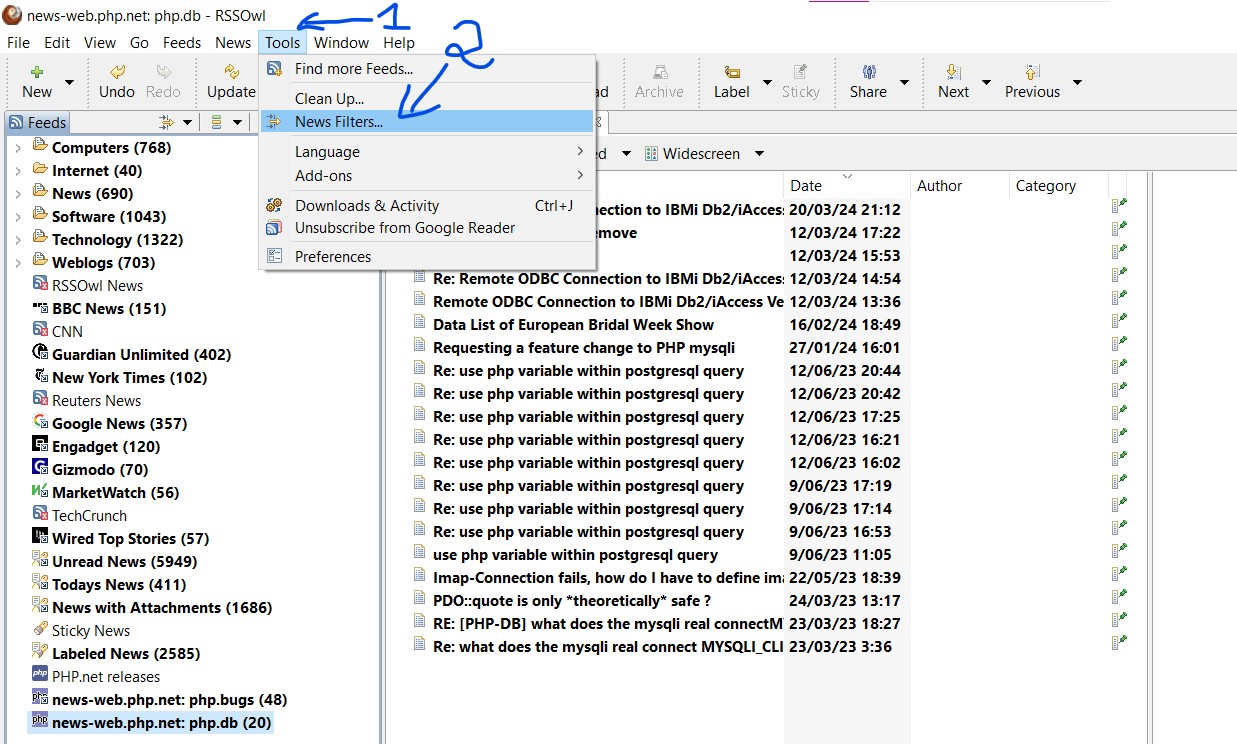 news-web.php.net: php.db - RSSOwl
1
File Edit View Go Feeds News Tools Window Help
2
New Undo Redo Update Archive Label Sticky Share Next Previous
Find more Feeds...
Clean Up...
News Filters...
Language
Add-ons
Downloads & Activity Ctrl+J
Unsubscribe from Google Reader
Preferences
Feeds
Computers (768)
Internet (40)
News (690)
Software (1043)
Technology (1322)
Weblogs (703)
RSSOwl News
BBC News (151)
CNN
Guardian Unlimited (402)
New York Times (102)
Reuters News
Google News (357)
Engadget (120)
Gizmodo (70)
MarketWatch (56)
TechCrunch
Wired Top Stories (57)
Unread News (5949)
Todays News (411)
News with Attachments (1686)
Sticky News
Labeled News (2585)
PHP.net releases
news-web.php.net: php.bugs (48)
news-web.php.net: php.db (20)
Widescreen
Date Author Category
nection to IBMi Db2/iAccess 20/03/24 21:12
emove 12/03/24 17:22
12/03/24 15:53
Re: Remote ODBC Connection to IBMi Db2/iAccess 12/03/24 14:54
Remote ODBC Connection to IBMi Db2/iAccess Ve 12/03/24 13:36
Data List of European Bridal Week Show 16/02/24 18:49
Requesting a feature change to PHP mysqli 27/01/24 16:01
Re: use php variable within postgresql query 12/06/23 20:44
Re: use php variable within postgresql query 12/06/23 20:42
Re: use php variable within postgresql query 12/06/23 17:25
Re: use php variable within postgresql query 12/06/23 16:21
Re: use php variable within postgresql query 12/06/23 16:02
Re: use php variable within postgresql query 9/06/23 17:19
Re: use php variable within postgresql query 9/06/23 17:14
Re: use php variable within postgresql query 9/06/23 16:53
use php variable within postgresql query 9/06/23 11:05
Imap-Connection fails, how do I have to define ima 22/05/23 18:39
PDO::quote is only *theoretically* safe ? 24/03/23 13:17
RE: [PHP-DB] what does the mysqli real connectM 23/03/23 18:27
Re: what does the mysqli real connect MYSQLI_CLI 23/03/23 3:36